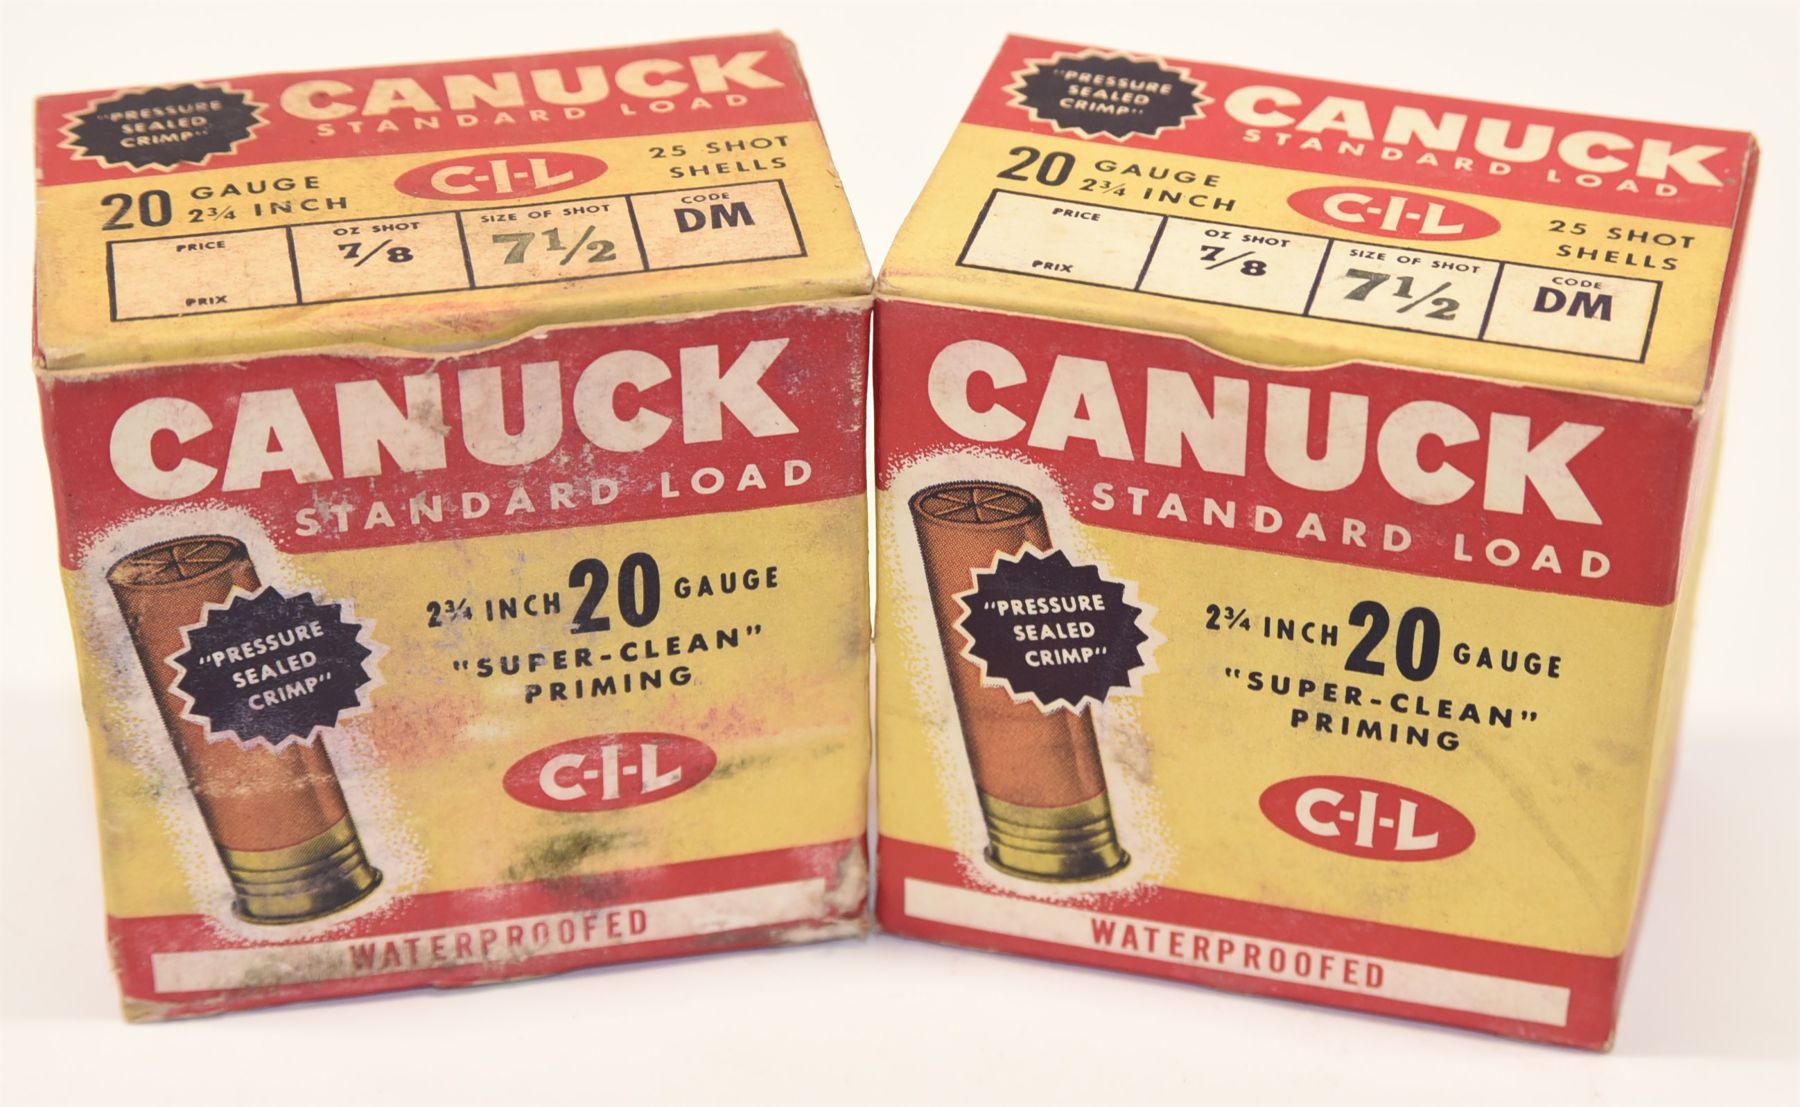 "PRESSURE
SEALED
CRIMP"
CANUCK
STANDARD LOAD
20 GAUGE
2¾ INCH
C-I-L
25 SHOT
SHELLS
PRICE
PRIX
OZ SHOT
7/8
SIZE OF SHOT
7½
CODE
DM
CANUCK
STANDARD LOAD
"PRESSURE
SEALED
CRIMP"
2¾ INCH 20 GAUGE
"SUPER-CLEAN"
PRIMING
C-I-L
WATERPROOFED
"PRESSURE
SEALED
CRIMP"
CANUCK
STANDARD LOAD
20 GAUGE
2¾ INCH
C-I-L
25 SHOT
SHELLS
PRICE
PRIX
OZ SHOT
7/8
SIZE OF SHOT
7½
CODE
DM
CANUCK
STANDARD LOAD
"PRESSURE
SEALED
CRIMP"
2¾ INCH 20 GAUGE
"SUPER-CLEAN"
PRIMING
C-I-L
WATERPROOFED